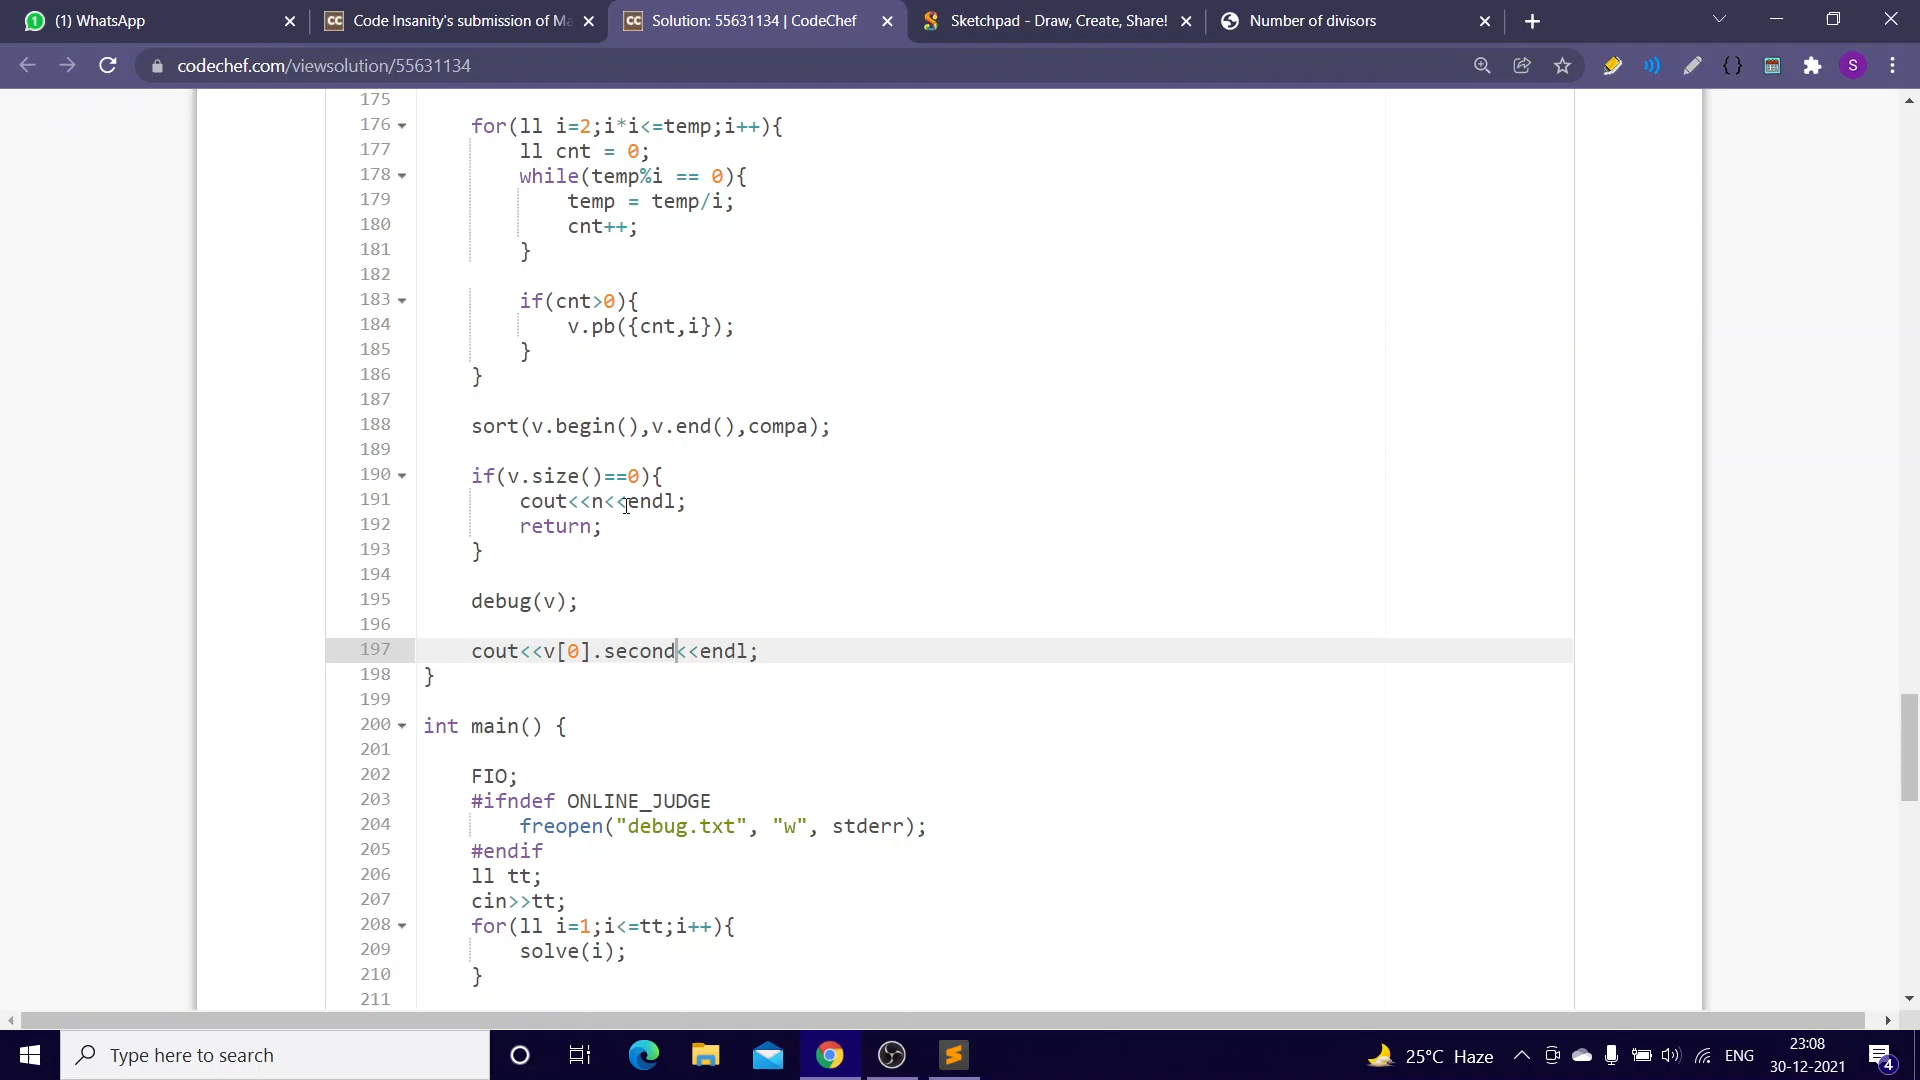 (1) WhatsApp
Code Insanity's submission of Ma
Solution: 55631134 | CodeChef
Sketchpad - Draw, Create, Share!
Number of divisors
codechef.com/viewsolution/55631134
S
175
176 for(ll i=2;i*i<=temp;i++){
177 ll cnt = 0;
178 while(temp%i == 0){
179 temp = temp/i;
180 cnt++;
181 }
182
183 if(cnt>0){
184 v.pb({cnt,i});
185 }
186 }
187
188 sort(v.begin(),v.end(),compa);
189
190 if(v.size()==0){
191 cout<<n<<endl;
192 return;
193 }
194
195 debug(v);
196
197 cout<<v[0].second<<endl;
198 }
199
200 int main() {
201
202 FIO;
203 #ifndef ONLINE_JUDGE
204 freopen("debug.txt", "w", stderr);
205 #endif
206 ll tt;
207 cin>>tt;
208 for(ll i=1;i<=tt;i++){
209 solve(i);
210 }
211
Type here to search
25°C Haze
ENG
23:08
30-12-2021
4